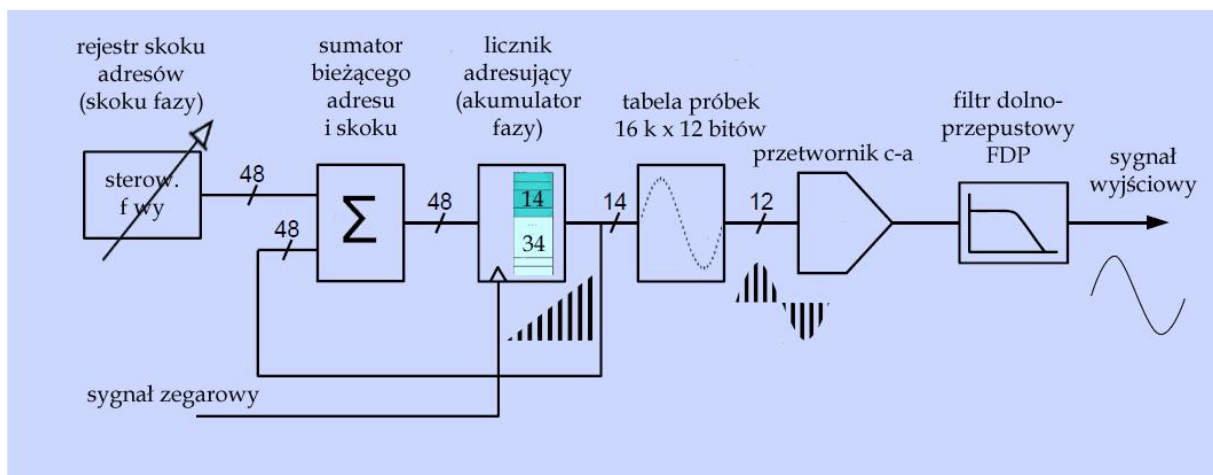 rejestr skoku
adresów
(skoku fazy)
sterow.
f wy
48
48
sumator
bieżącego
adresu
i skoku
Σ
48
licznik
adresujący
(akumulator
fazy)
14
...
34
14
tabela próbek
16 k x 12 bitów
12
przetwornik c-a
filtr dolno-
przepustowy
FDP
sygnał
wyjściowy
sygnał zegarowy